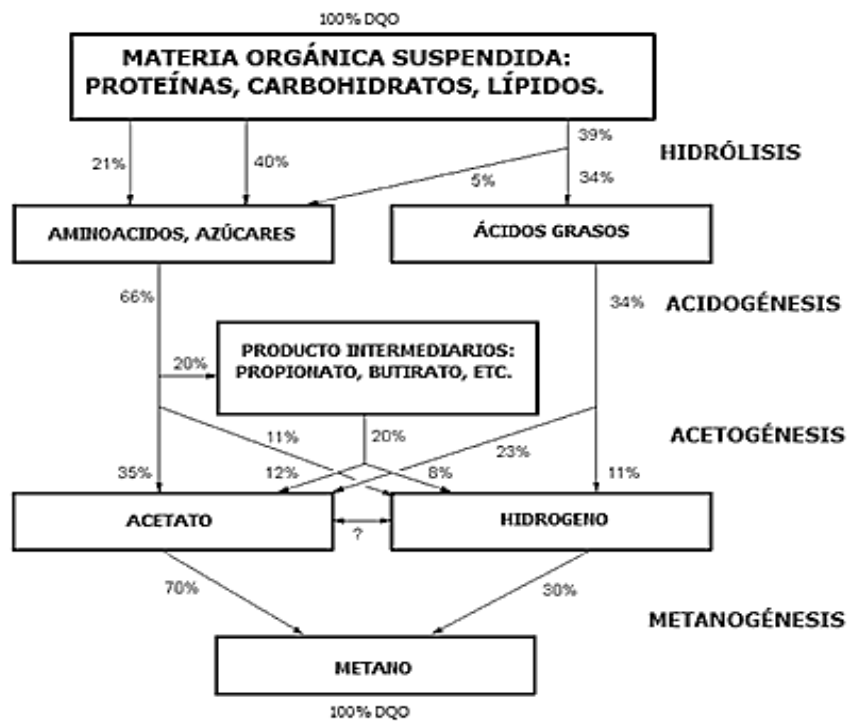 100% DQO
MATERIA ORGÁNICA SUSPENDIDA:
PROTEÍNAS, CARBOHIDRATOS, LÍPIDOS.
39%
HIDRÓLISIS
21%
40%
5%
34%
AMINOACIDOS, AZÚCARES
ÁCIDOS GRASOS
66%
34%
ACIDOGÉNESIS
PRODUCTO INTERMEDIARIOS:
PROPIONATO, BUTIRATO, ETC.
20%
11%
20%
23%
ACETOGÉNESIS
35%
12%
8%
11%
ACETATO
HIDROGENO
?
70%
30%
METANOGÉNESIS
METANO
100% DQO